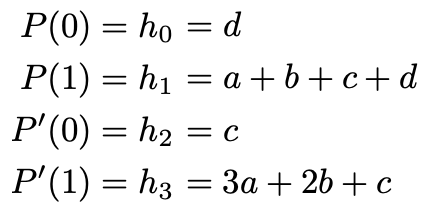 P(0) = h₀ = d
P(1) = h₁ = a + b + c + d
P′(0) = h₂ = c
P′(1) = h₃ = 3a + 2b + c